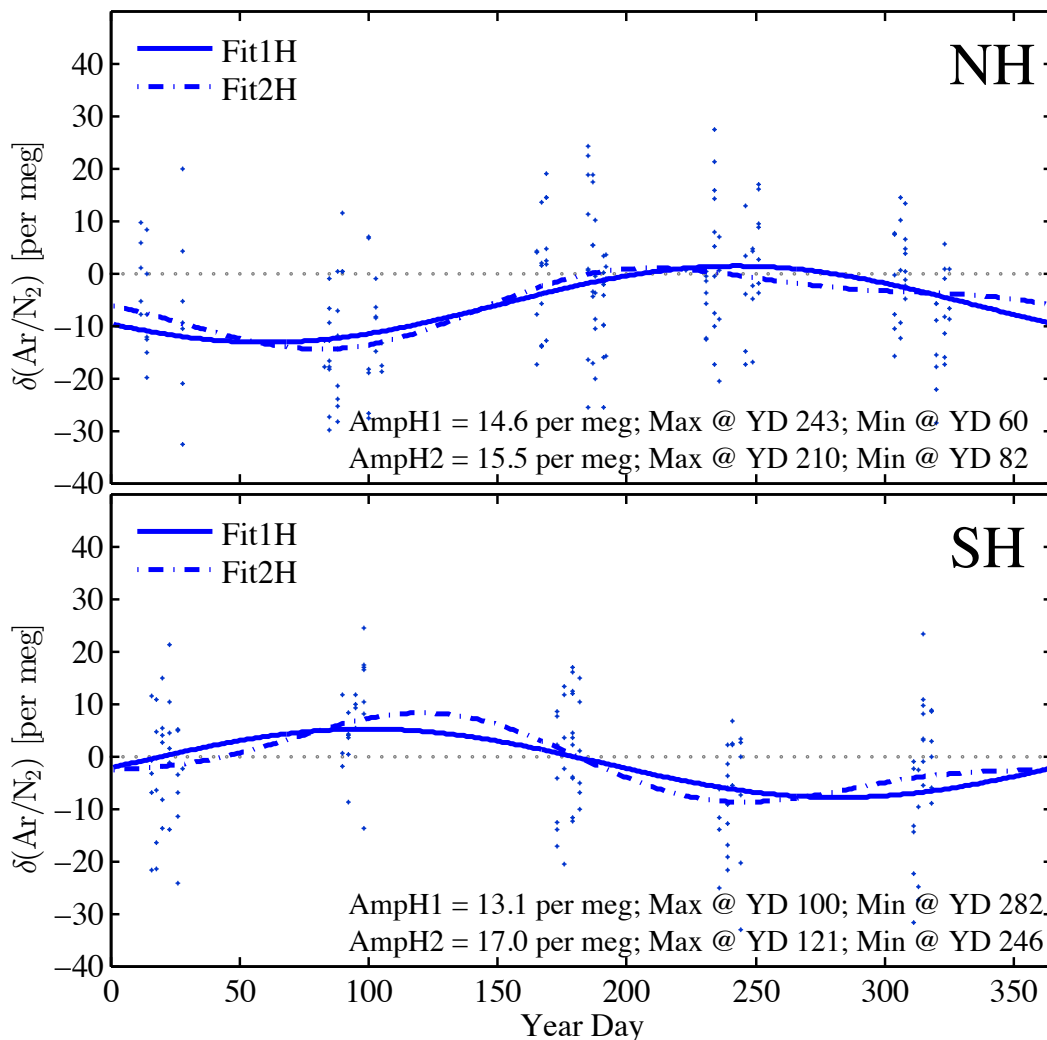 40
30
20
10
0
−10
−20
−30
−40
δ(Ar/N₂) [per meg]
Fit1H
Fit2H
NH
AmpH1 = 14.6 per meg; Max @ YD 243; Min @ YD 60
AmpH2 = 15.5 per meg; Max @ YD 210; Min @ YD 82
40
30
20
10
0
−10
−20
−30
−40
δ(Ar/N₂) [per meg]
Fit1H
Fit2H
SH
AmpH1 = 13.1 per meg; Max @ YD 100; Min @ YD 282
AmpH2 = 17.0 per meg; Max @ YD 121; Min @ YD 246
0 50 100 150 200 250 300 350
Year Day